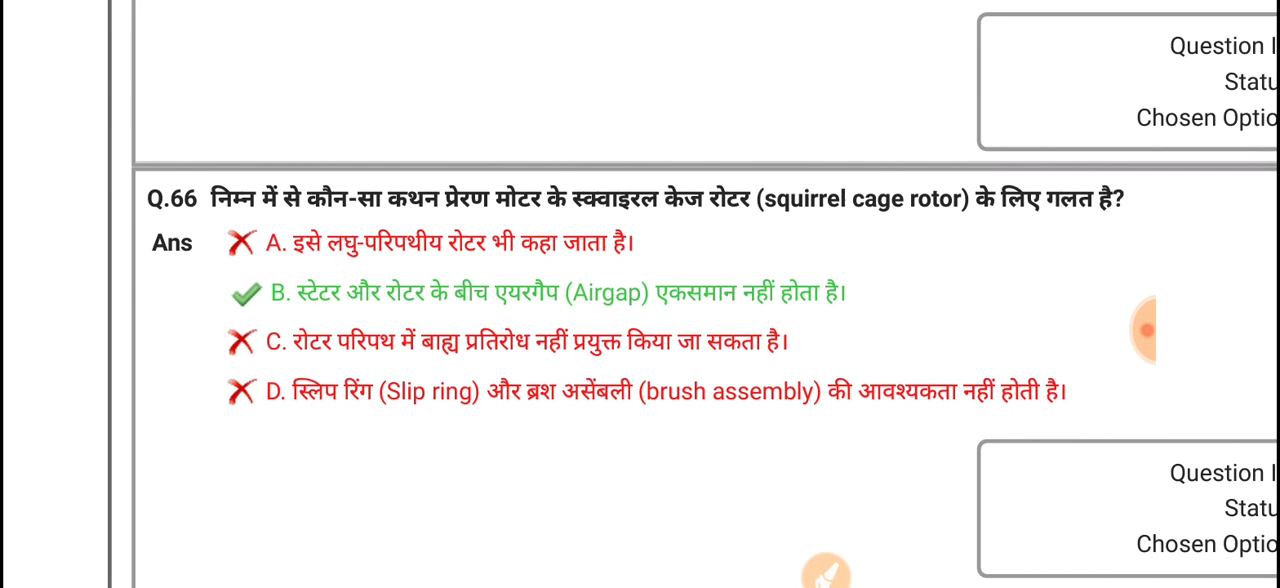 Question
Statu
Chosen Optio
Q.66 निम्न में से कौन-सा कथन प्रेरण मोटर के स्क्वाइरल केज रोटर (squirrel cage rotor) के लिए गलत है?
Ans A. इसे लघु-परिपथीय रोटर भी कहा जाता है।
B. स्टेटर और रोटर के बीच एयरगैप (Airgap) एकसमान नहीं होता है।
C. रोटर परिपथ में बाह्य प्रतिरोध नहीं प्रयुक्त किया जा सकता है।
D. स्लिप रिंग (Slip ring) और ब्रश असेंबली (brush assembly) की आवश्यकता नहीं होती है।
Question
Statu
Chosen Optio